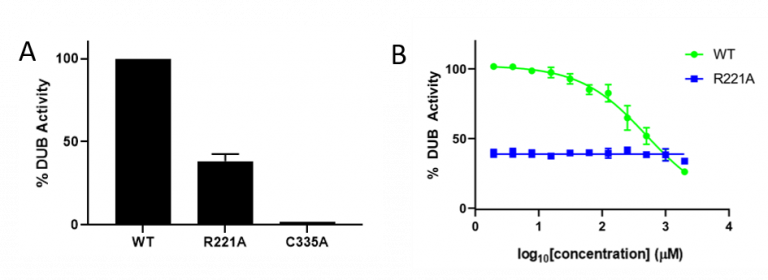 A
% DUB Activity
100
50
0
WT
R221A
C335A
B
% DUB Activity
100
50
0
0
1
2
3
4
log10[concentration] (μM)
WT
R221A